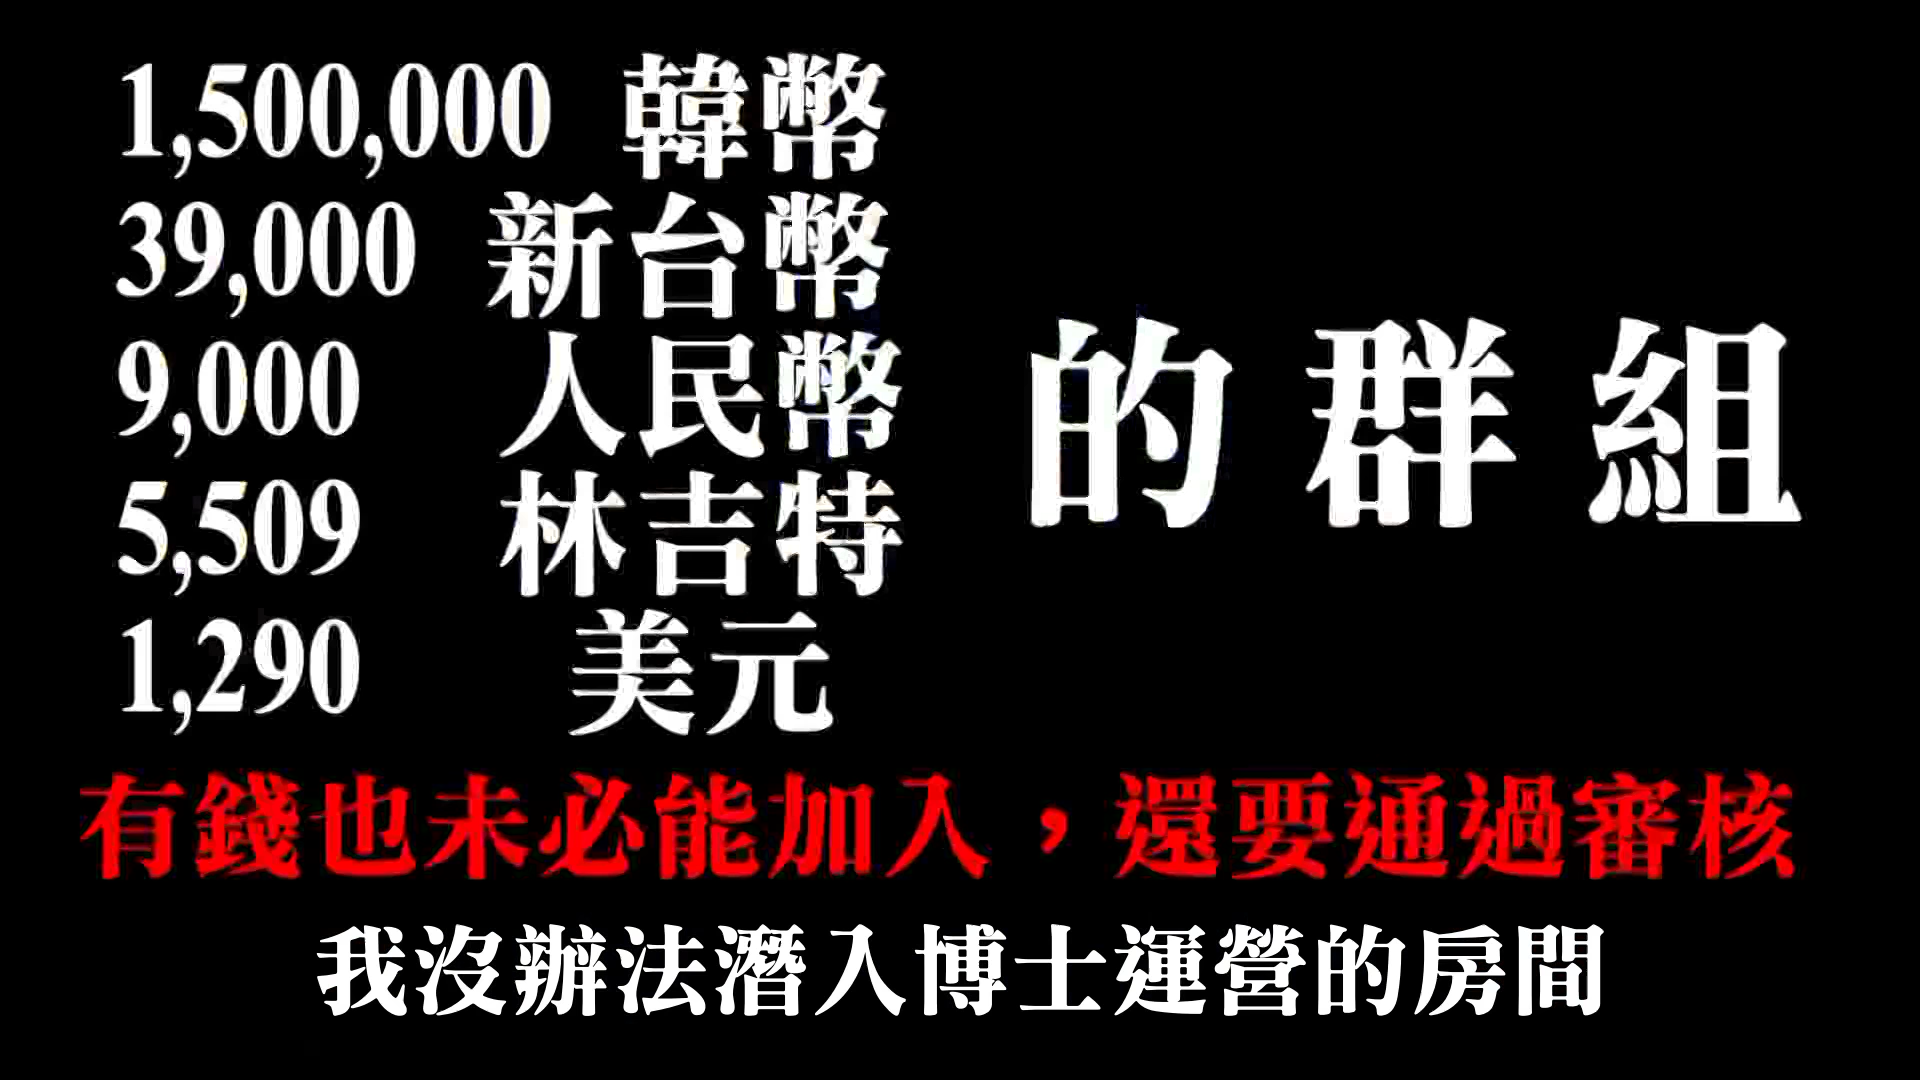 1,500,000 韓幣
39,000 新台幣
9,000 人民幣
5,509 林吉特
1,290 美元
的群組
有錢也未必能加入，還要通過審核
我沒辦法潛入博士運營的房間